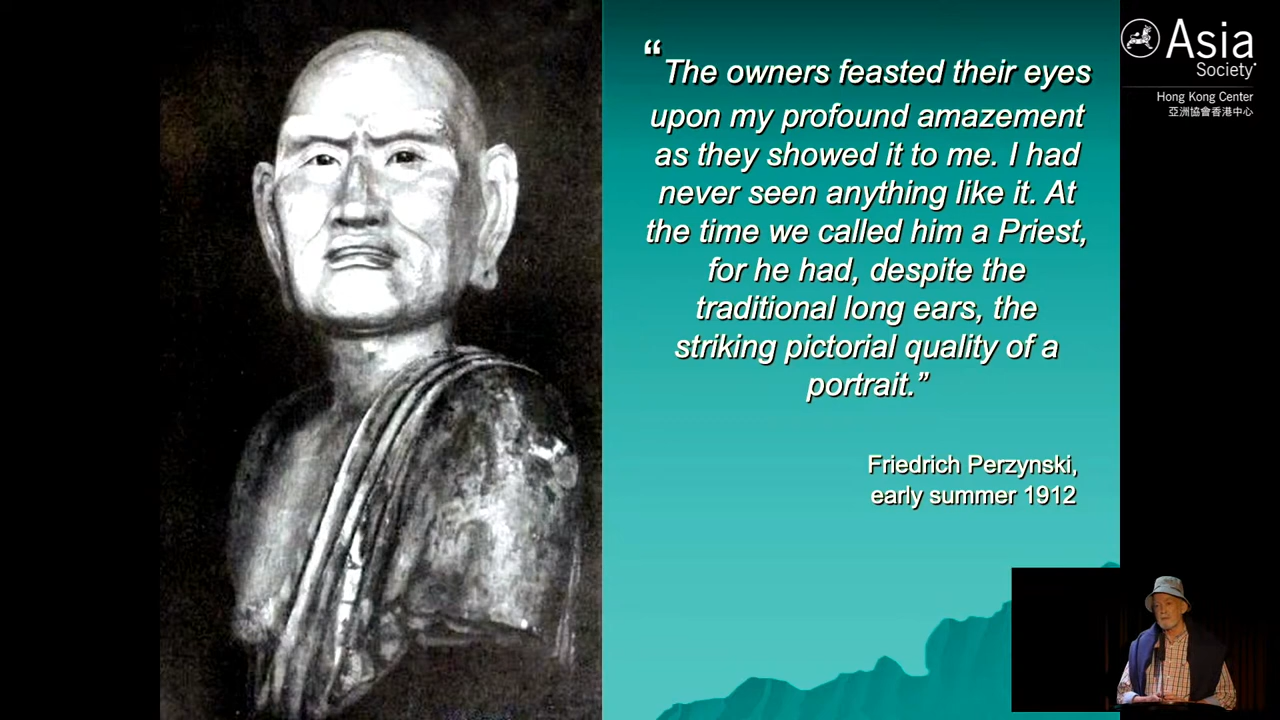 “The owners feasted their eyes
upon my profound amazement
as they showed it to me. I had
never seen anything like it. At
the time we called him a Priest,
for he had, despite the
traditional long ears, the
striking pictorial quality of a
portrait.”
Friedrich Perzynski,
early summer 1912
Asia
Society
Hong Kong Center
亞洲協會香港中心